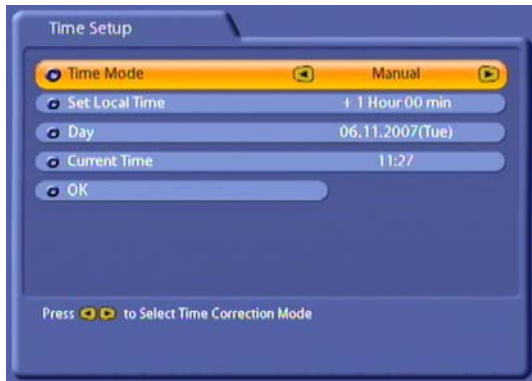 Time Setup
Time Mode Manual
Set Local Time + 1 Hour 00 min
Day 06.11.2007(Tue)
Current Time 11:27
OK
Press to Select Time Correction Mode